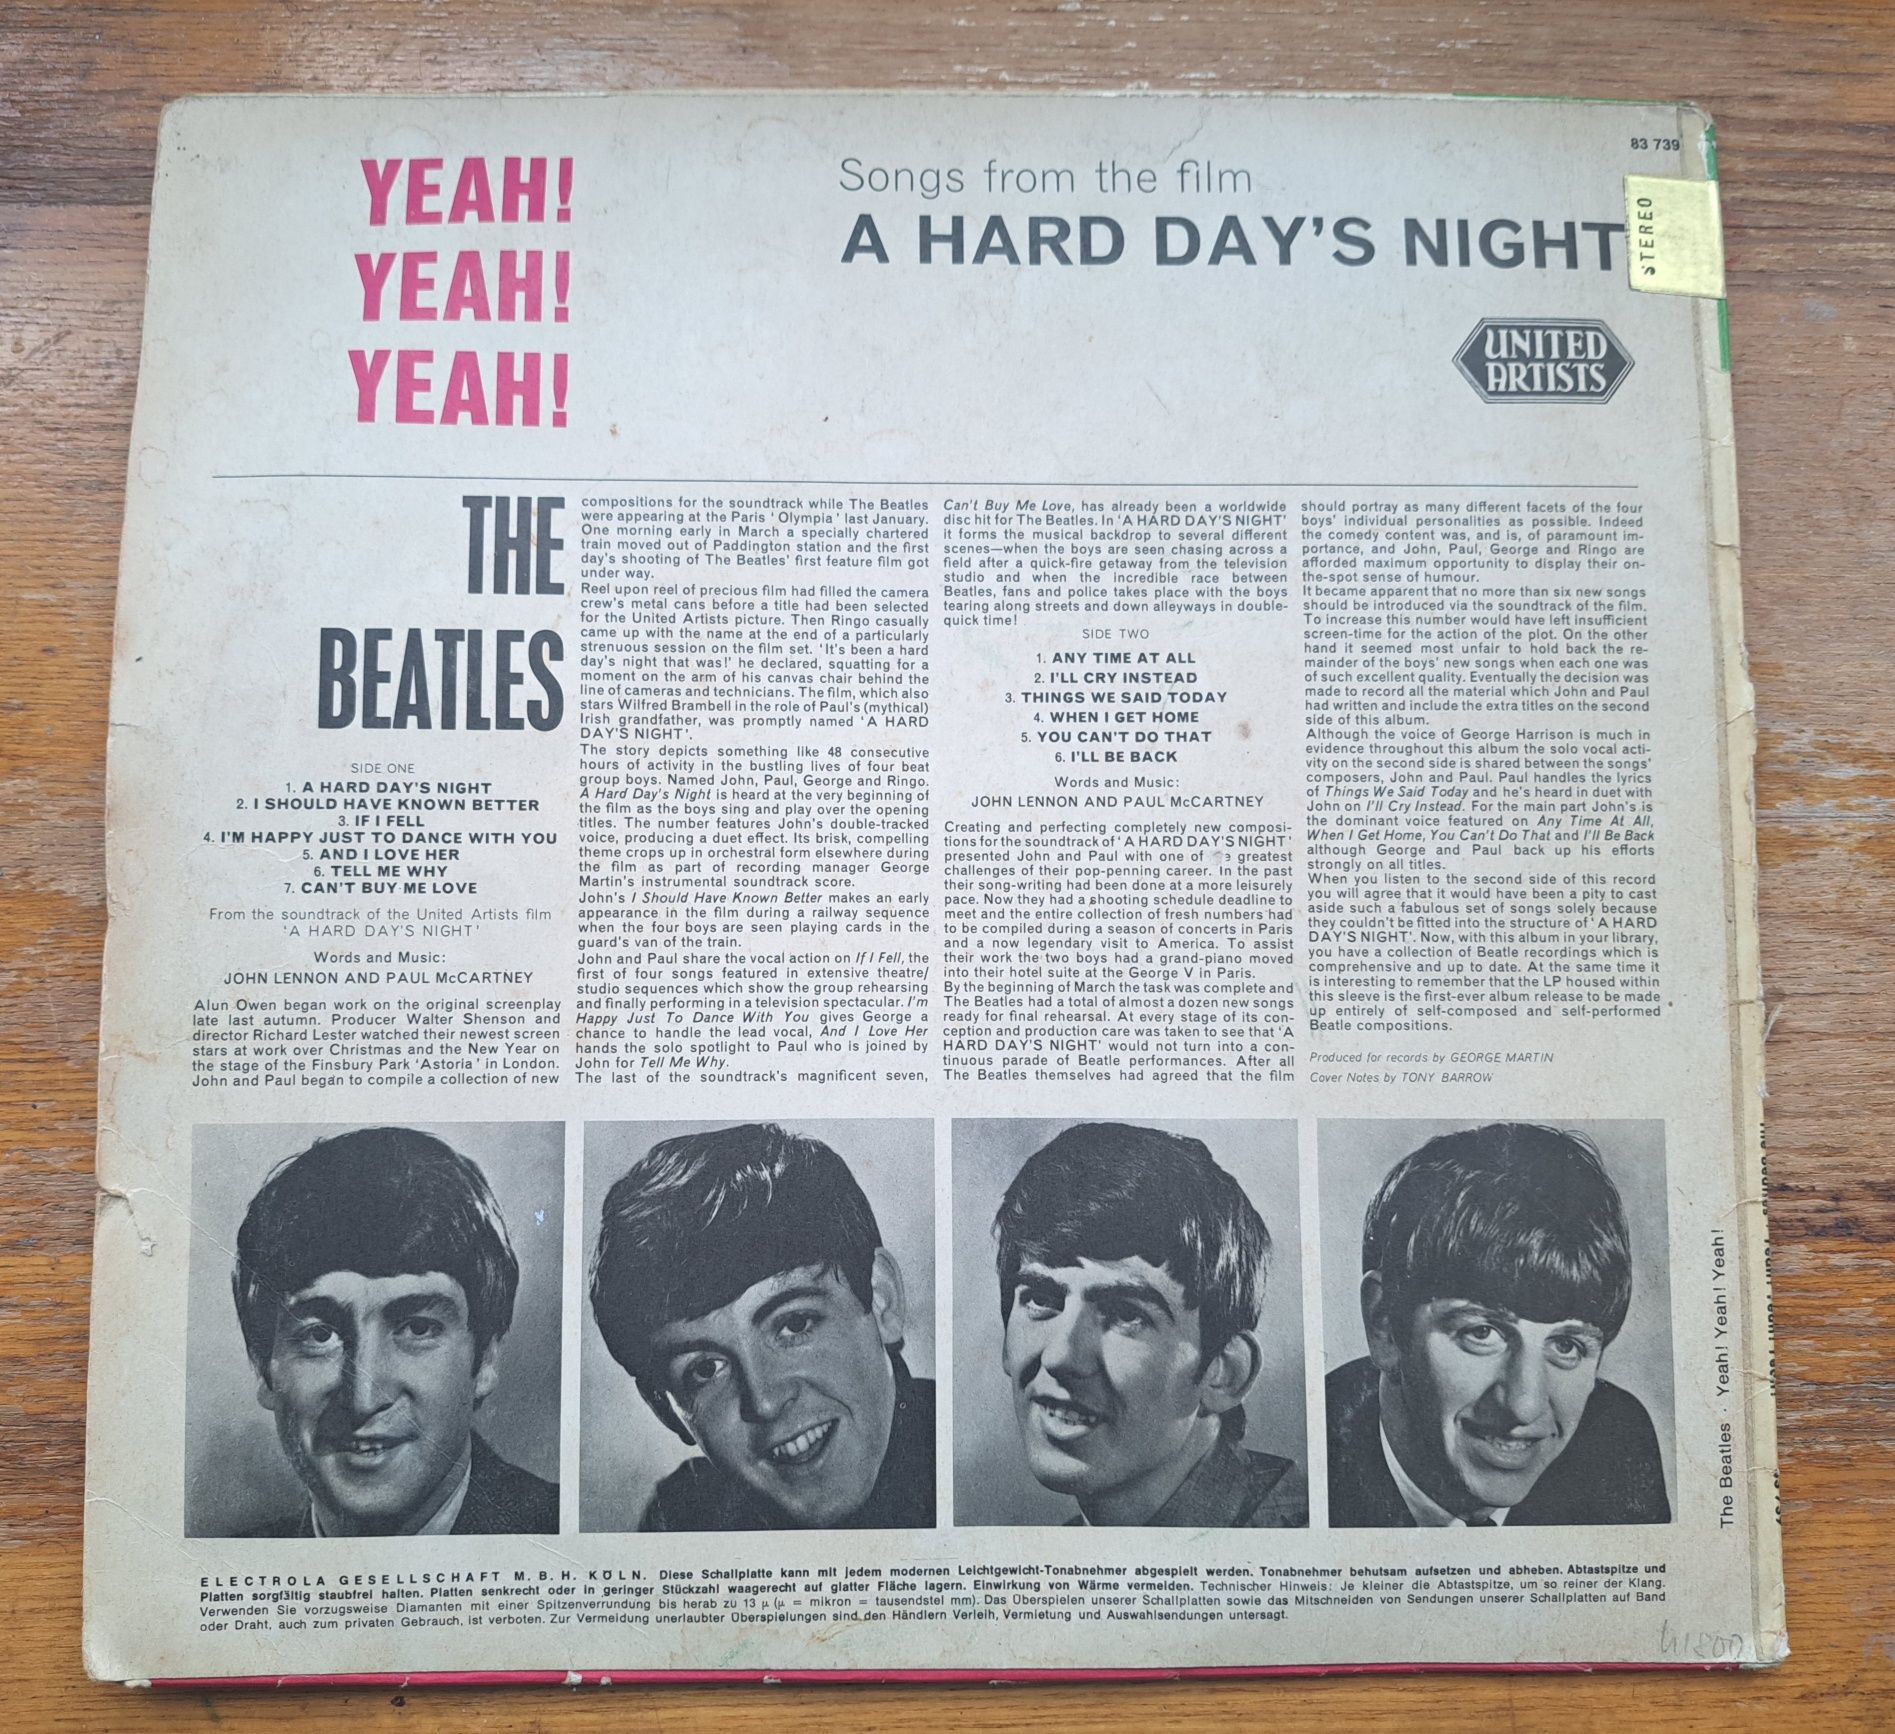 83 739
YEAH!
YEAH!
YEAH!
Songs from the film
A HARD DAY'S NIGHT
STEREO
UNITED
ARTISTS
THE
BEATLES
SIDE ONE
1. A HARD DAY'S NIGHT
2. I SHOULD HAVE KNOWN BETTER
3. IF I FELL
4. I'M HAPPY JUST TO DANCE WITH YOU
5. AND I LOVE HER
6. TELL ME WHY
7. CAN'T BUY ME LOVE
From the soundtrack of the United Artists film
'A HARD DAY'S NIGHT'
Words and Music:
JOHN LENNON AND PAUL McCARTNEY
Alun Owen began work on the original screenplay
late last autumn. Producer Walter Shenson and
director Richard Lester watched their newest screen
stars at work over Christmas and the New Year on
the stage of the Finsbury Park 'Astoria' in London.
John and Paul began to compile a collection of new
compositions for the soundtrack while The Beatles
were appearing at the Paris 'Olympia' last January.
One morning early in March a specially chartered
train moved out of Paddington station and the first
day's shooting of The Beatles' first feature film got
under way.
Reel upon reel of precious film had filled the camera
crew's metal cans before a title had been selected
for the United Artists picture. Then Ringo casually
came up with the name at the end of a particularly
strenuous session on the film set. 'It's been a hard
day's night that was!' he declared, squatting for a
moment on the arm of his canvas chair behind the
line of cameras and technicians. The film, which also
stars Wilfred Brambell in the role of Paul's (mythical)
Irish grandfather, was promptly named 'A HARD
DAY'S NIGHT'.
The story depicts something like 48 consecutive
hours of activity in the bustling lives of four beat
group boys. Named John, Paul, George and Ringo.
A Hard Day's Night is heard at the very beginning of
the film as the boys sing and play over the opening
titles. The number features John's double-tracked
voice, producing a duet effect. Its brisk, compelling
theme crops up in orchestral form elsewhere during
the film as part of recording manager George
Martin's instrumental soundtrack score.
John's I Should Have Known Better makes an early
appearance in the film during a railway sequence
when the four boys are seen playing cards in the
guard's van of the train.
John and Paul share the vocal action on If I Fell, the
first of four songs featured in extensive theatre/
studio sequences which show the group rehearsing
and finally performing in a television spectacular. I'm
Happy Just To Dance With You gives George a
chance to handle the lead vocal, And I Love Her
hands the solo spotlight to Paul who is joined by
John for Tell Me Why.
The last of the soundtrack's magnificent seven,
Can't Buy Me Love, has already been a worldwide
disc hit for The Beatles. In 'A HARD DAY'S NIGHT'
it forms the musical backdrop to several different
scenes—when the boys are seen chasing across a
field after a quick-fire getaway from the television
studio and when the incredible race between
Beatles, fans and police takes place with the boys
tearing along streets and down alleyways in double-
quick time!
SIDE TWO
1. ANY TIME AT ALL
2. I'LL CRY INSTEAD
3. THINGS WE SAID TODAY
4. WHEN I GET HOME
5. YOU CAN'T DO THAT
6. I'LL BE BACK
Words and Music:
JOHN LENNON AND PAUL McCARTNEY
Creating and perfecting completely new composi-
tions for the soundtrack of 'A HARD DAY'S NIGHT'
presented John and Paul with one of greatest
challenges of their pop-penning career. In the past
their song-writing had been done at a more leisurely
pace. Now they had a shooting schedule deadline to
meet and the entire collection of fresh numbers had
to be compiled during a season of concerts in Paris
and a now legendary visit to America. To assist
their work the two boys had a grand-piano moved
into their hotel suite at the George V in Paris.
By the beginning of March the task was complete and
The Beatles had a total of almost a dozen new songs
ready for final rehearsal. At every stage of its con-
ception and production care was taken to see that 'A
HARD DAY'S NIGHT' would not turn into a con-
tinuous parade of Beatle performances. After all
The Beatles themselves had agreed that the film
should portray as many different facets of the four
boys' individual personalities as possible. Indeed
the comedy content was, and is, of paramount im-
portance, and John, Paul, George and Ringo are
afforded maximum opportunity to display their on-
the-spot sense of humour.
It became apparent that no more than six new songs
should be introduced via the soundtrack of the film.
To increase this number would have left insufficient
screen-time for the action of the plot. On the other
hand it seemed most unfair to hold back the re-
mainder of the boys' new songs when each one was
of such excellent quality. Eventually the decision was
made to record all the material which John and Paul
had written and include the extra titles on the second
side of this album.
Although the voice of George Harrison is much in
evidence throughout this album the solo vocal acti-
vity on the second side is shared between the songs'
composers, John and Paul. Paul handles the lyrics
of Things We Said Today and he's heard in duet with
John on I'll Cry Instead. For the main part John's is
the dominant voice featured on Any Time At All,
When I Get Home, You Can't Do That and I'll Be Back
although George and Paul back up his efforts
strongly on all titles.
When you listen to the second side of this record
you will agree that it would have been a pity to cast
aside such a fabulous set of songs solely because
they couldn't be fitted into the structure of 'A HARD
DAY'S NIGHT'. Now, with this album in your library,
you have a collection of Beatle recordings which is
comprehensive and up to date. At the same time it
is interesting to remember that the LP housed within
this sleeve is the first-ever album release to be made
up entirely of self-composed and self-performed
Beatle compositions.
Produced for records by GEORGE MARTIN
Cover Notes by TONY BARROW
The Beatles · Yeah! Yeah! Yeah!
ELECTROLA GESELLSCHAFT M.B.H. KÖLN. Diese Schallplatte kann mit jedem modernen Leichtgewicht-Tonabnehmer abgespielt werden. Tonabnehmer behutsam aufsetzen und abheben. Abtastspitze und
Platten sorgfältig staubfrei halten. Platten senkrecht oder in geringer Stückzahl waagerecht auf glatter Fläche lagern. Einwirkung von Wärme vermeiden. Technischer Hinweis: Je kleiner die Abtastspitze, um so reiner der Klang.
Verwenden Sie vorzugsweise Diamanten mit einer Spitzenverrundung bis herab zu 13 µ (µ = mikron = tausendstel mm). Das Überspielen unserer Schallplatten sowie das Mitschneiden von Sendungen unserer Schallplatten auf Band
oder Draht, auch zum privaten Gebrauch, ist verboten. Zur Vermeidung unerlaubter Überspielungen sind den Händlern Verleih, Vermietung und Auswahlsendungen untersagt.